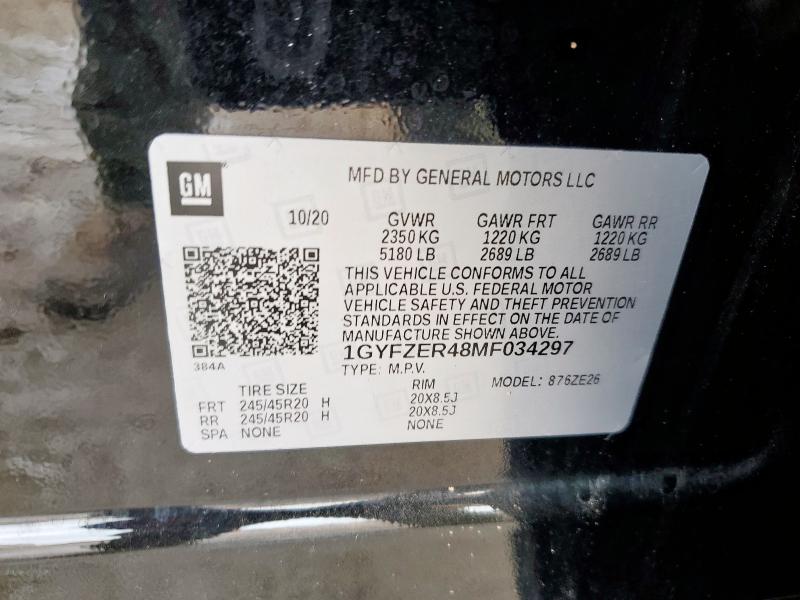 GM
MFD BY GENERAL MOTORS LLC
10/20 GVWR GAWR FRT GAWR RR
2350 KG 1220 KG 1220 KG
5180 LB 2689 LB 2689 LB
THIS VEHICLE CONFORMS TO ALL
APPLICABLE U.S. FEDERAL MOTOR
VEHICLE SAFETY AND THEFT PREVENTION
STANDARDS IN EFFECT ON THE DATE OF
MANUFACTURE SHOWN ABOVE.
384A
1GYFZER48MF034297
TYPE: M.P.V.
TIRE SIZE RIM MODEL: 876ZE26
FRT 245/45R20 H 20X8.5J
RR 245/45R20 H 20X8.5J
SPA NONE NONE